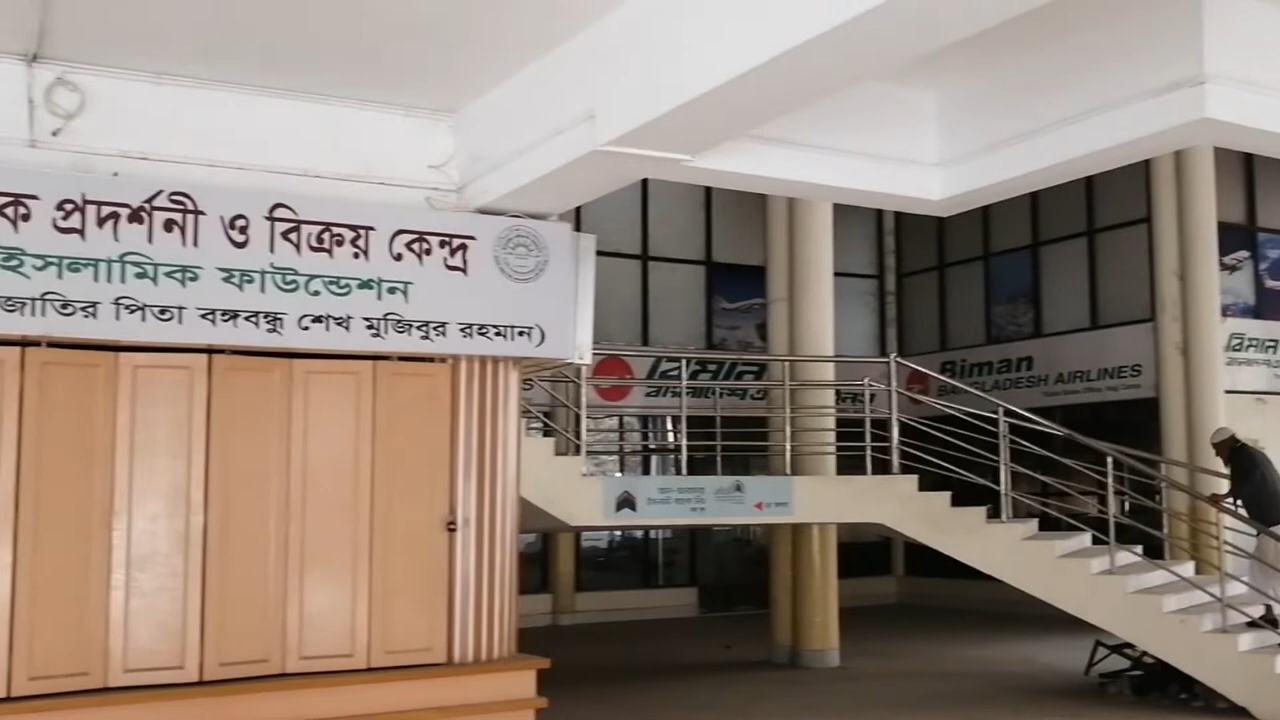 ক প্রদর্শনী ও বিক্রয় কেন্দ্র
ইসলামিক ফাউন্ডেশন
জাতির পিতা বঙ্গবন্ধু শেখ মুজিবুর রহমান)
বিমান
বাংলাদেশ এ
Biman
BANGLADESH AIRLINES
বিমান